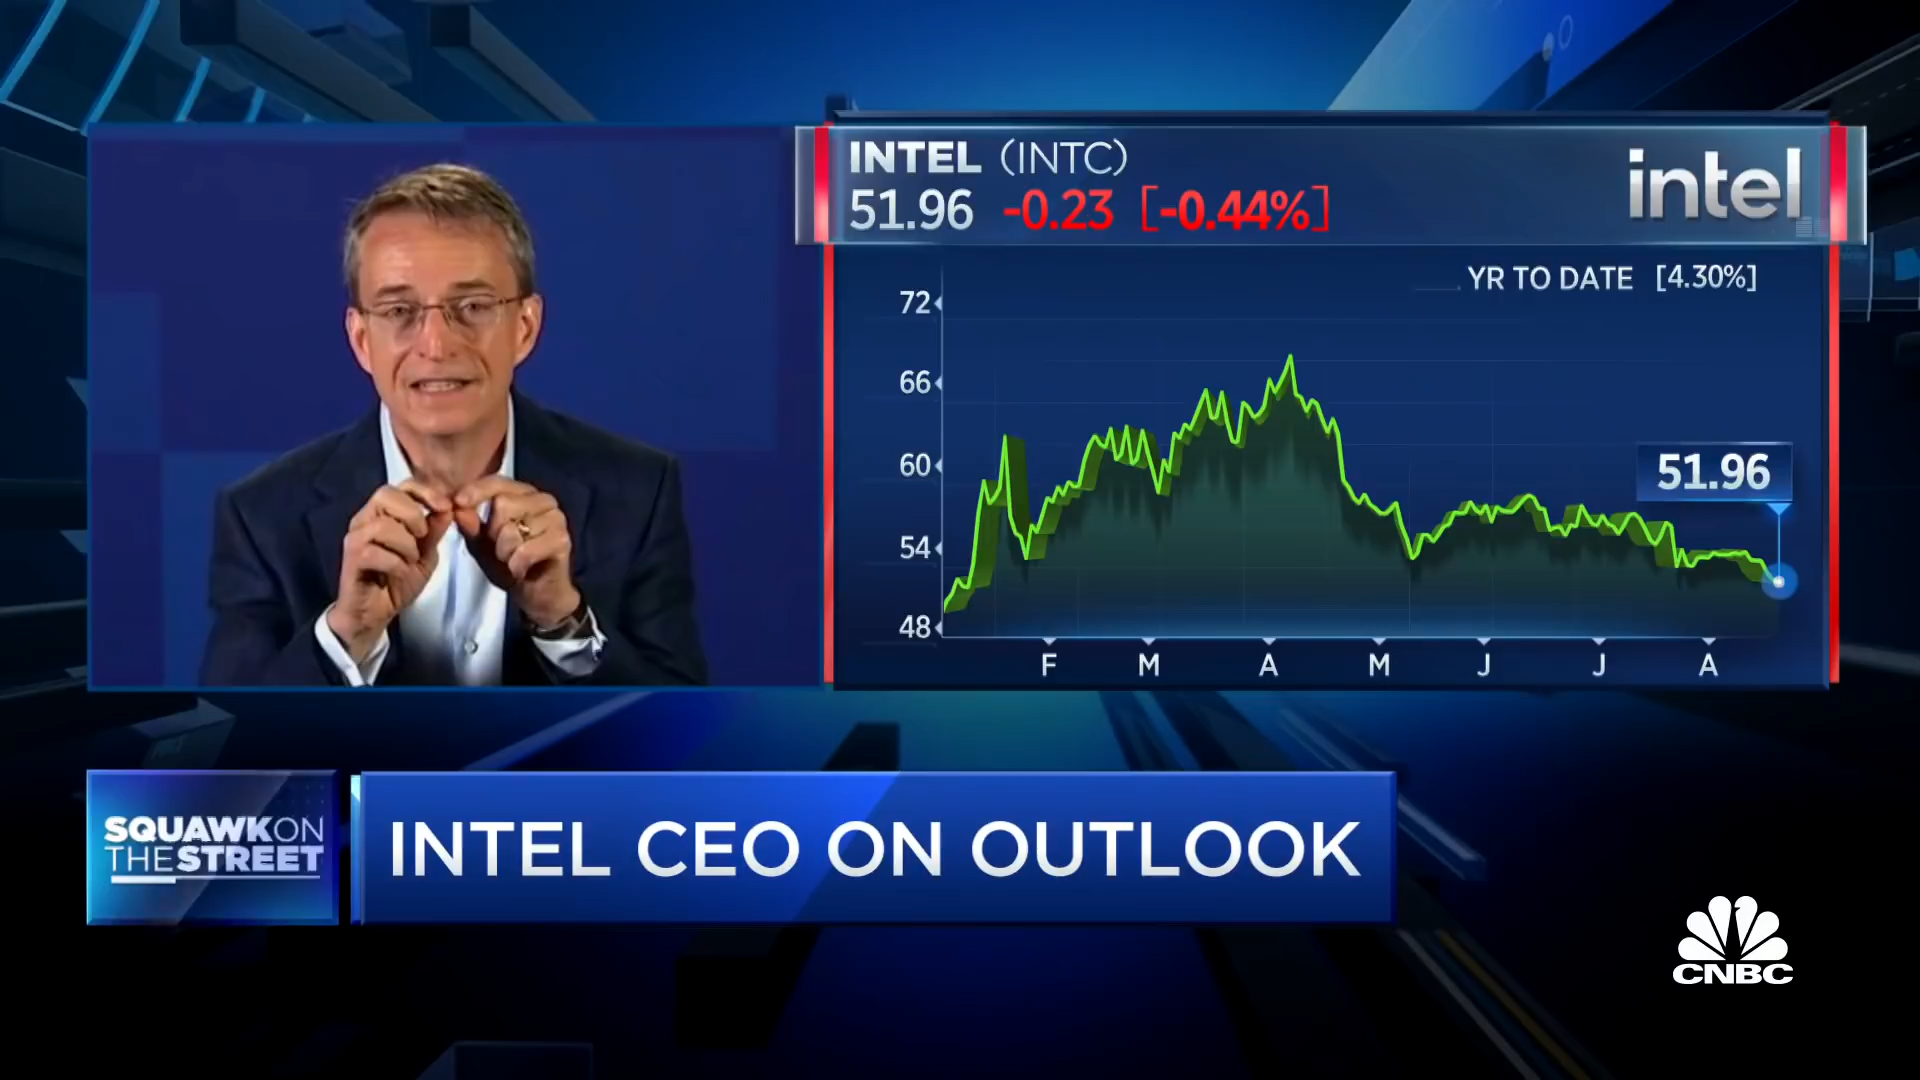 INTEL (INTC)
51.96 -0.23 [-0.44%]
intel
YR TO DATE [4.30%]
72
66
60
54
48
51.96
F M A M J J A
SQUAWK ON
THE STREET
INTEL CEO ON OUTLOOK
CNBC